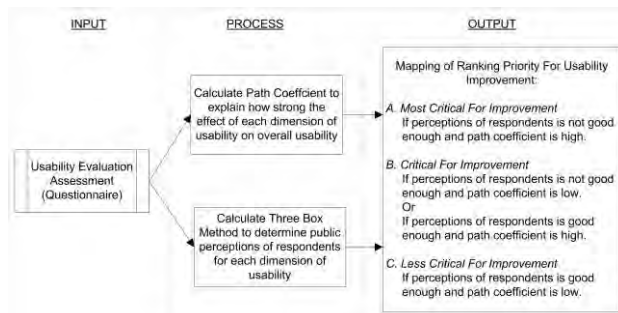 INPUT
PROCESS
OUTPUT
Usability Evaluation
Assessment
(Questionnaire)
Calculate Path Coeffcient to
explain how strong the
effect of each dimension of
usability on overall usability
Calculate Three Box
Method to determine public
perceptions of respondents
for each dimension of
usability
Mapping of Ranking Priority For Usability
Improvement:
A. Most Critical For Improvement
If perceptions of respondents is not good
enough and path coefficient is high.
B. Critical For Improvement
If perceptions of respondents is not good
enough and path coefficient is low.
Or
If perceptions of respondents is good
enough and path coefficient is high.
C. Less Critical For Improvement
If perceptions of respondents is good
enough and path coefficient is low.